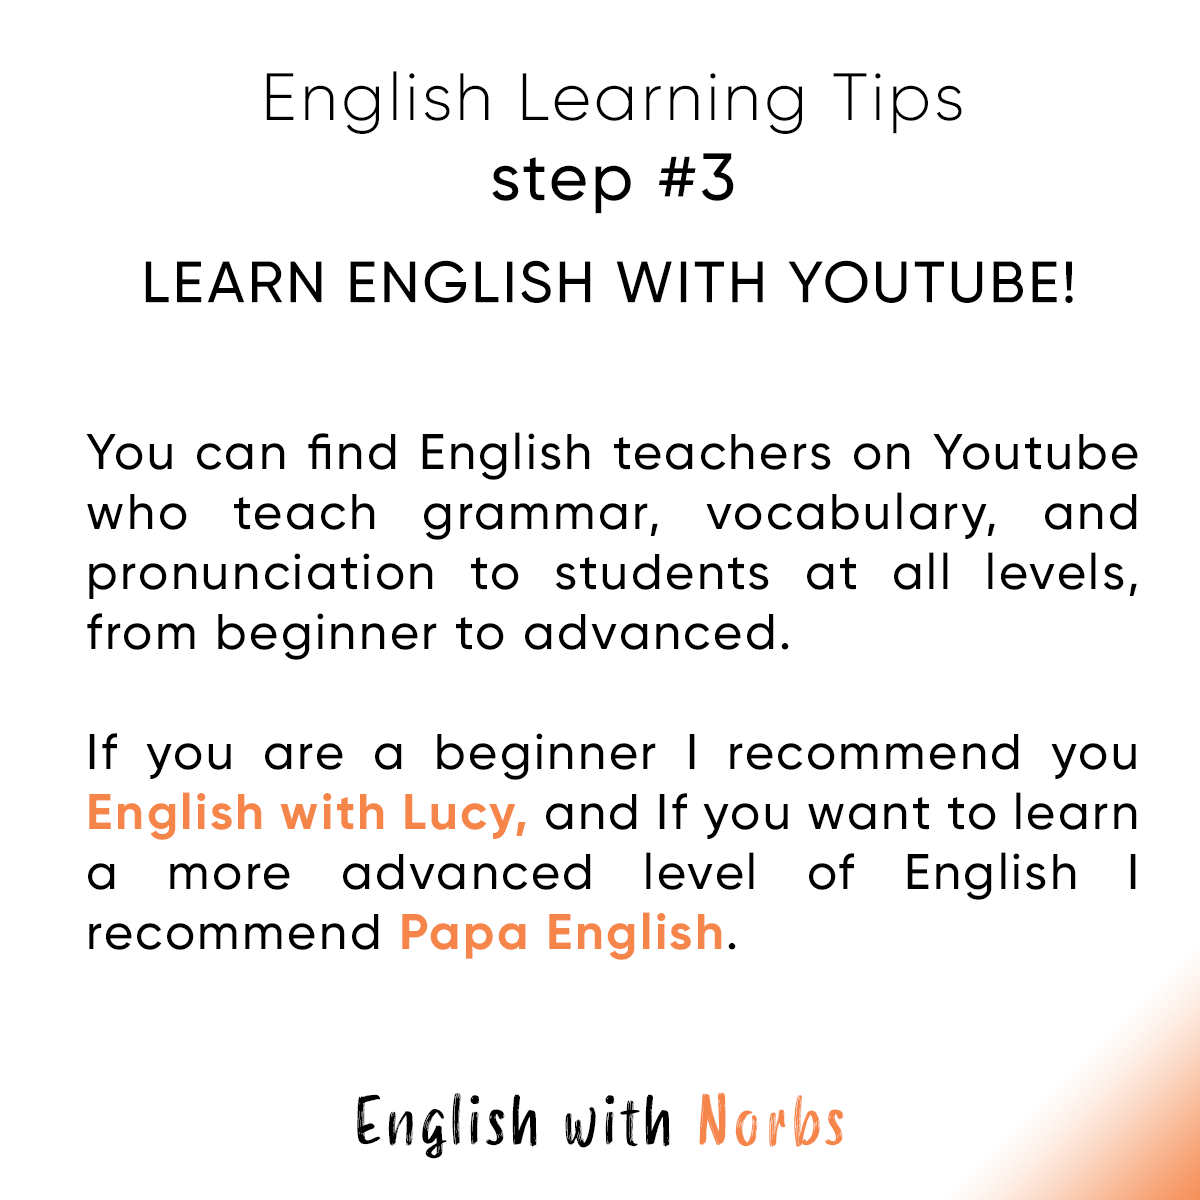 English Learning Tips
step #3
LEARN ENGLISH WITH YOUTUBE!
You can find English teachers on Youtube
who teach grammar, vocabulary, and
pronunciation to students at all levels,
from beginner to advanced.
If you are a beginner I recommend you
English with Lucy, and If you want to learn
a more advanced level of English I
recommend Papa English.
English with Norbs